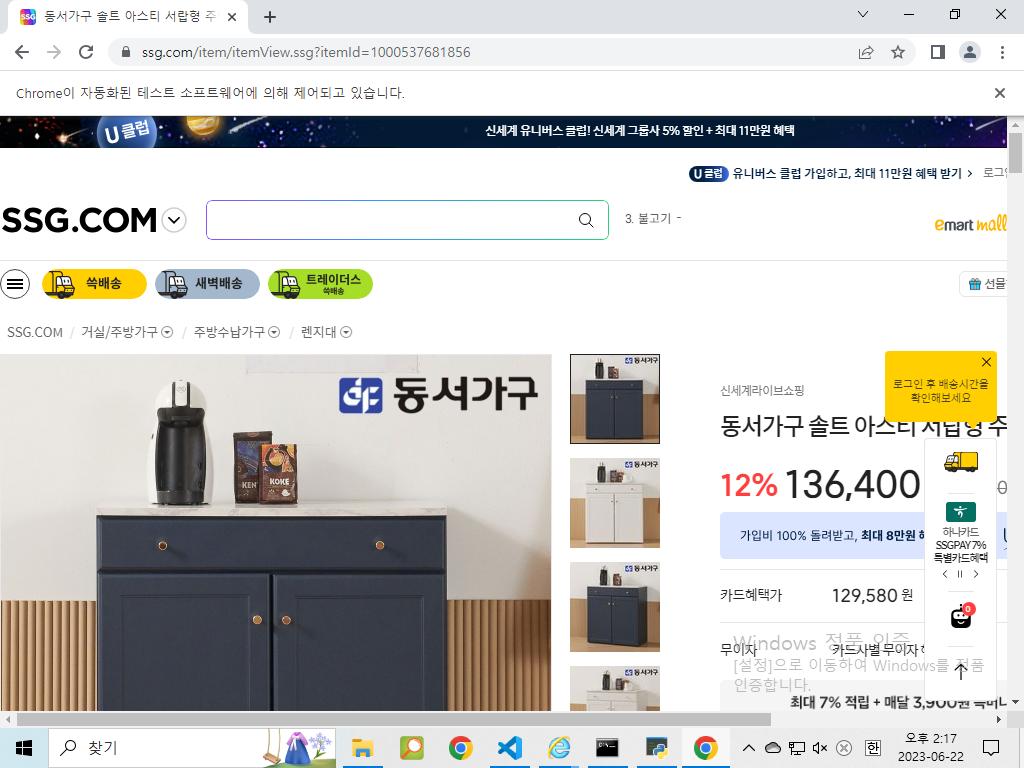 동서가구 솔트 아스티 서랍형 주
ssg.com/item/itemView.ssg?itemId=1000537681856
Chrome이 자동화된 테스트 소프트웨어에 의해 제어되고 있습니다.
U 클럽
신세계 유니버스 클럽! 신세계 그룹사 5% 할인 + 최대 11만원 혜택
U 클럽 유니버스 클럽 가입하고, 최대 11만원 혜택 받기 > 로그인
SSG.COM
3. 불고기 -
emart mall
쓱배송
새벽배송
트레이더스
쓱배송
선물
SSG.COM / 거실/주방가구 / 주방수납가구 / 렌지대
동서가구
동서가구
동서가구
동서가구
동서가구
KOKE
신세계라이브쇼핑
로그인 후 배송시간을
확인해보세요
동서가구 솔트 아스티 서랍형 주
12% 136,400
가입비 100% 돌려받고, 최대 8만원 혜
하나카드
SSGPAY 7%
특별카드혜택
카드혜택가 129,580 원
0
무이자 카드사별 무이자
Windows 정품 인증
[설정]으로 이동하여 Windows를 정품
인증합니다.
최대 7% 적립 + 매달 3,900원
찾기
한
오후 2:17
2023-06-22